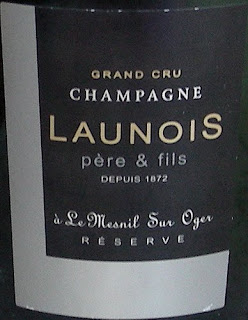 GRAND CRU
CHAMPAGNE
LAUNOIS
père & fils
DEPUIS 1872
à Le Mesnil Sur Oger
RÉSERVE